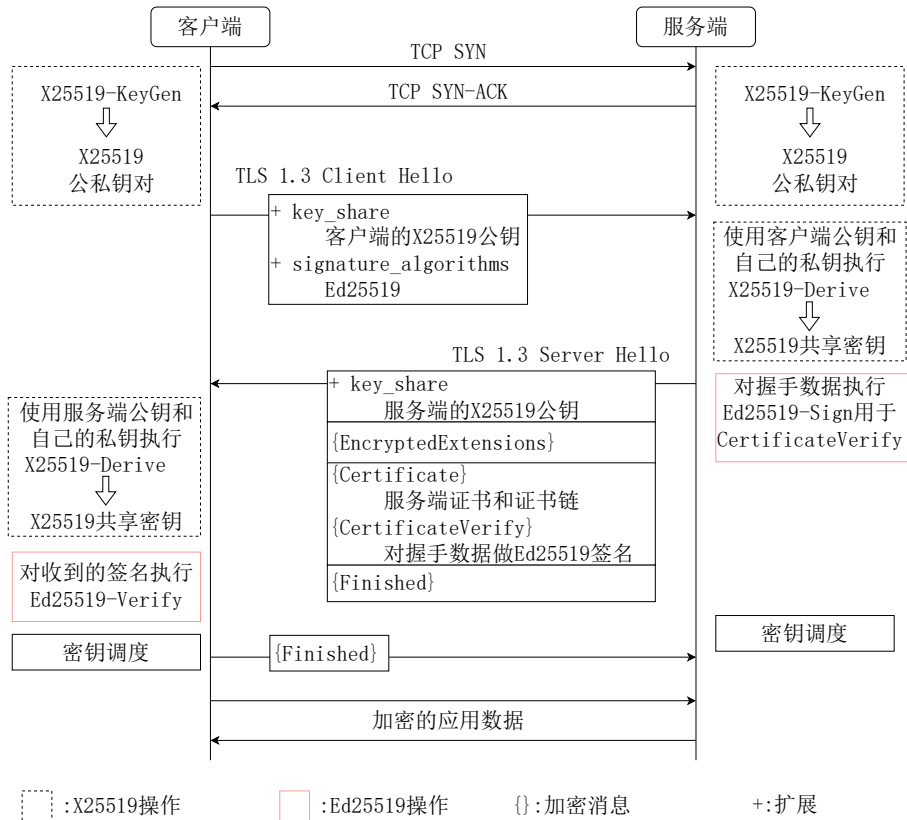 客户端
服务端
TCP SYN
TCP SYN-ACK
X25519-KeyGen
X25519
公私钥对
X25519-KeyGen
X25519
公私钥对
TLS 1.3 Client Hello
+ key_share
客户端的X25519公钥
+ signature_algorithms
Ed25519
使用客户端公钥和
自己的私钥执行
X25519-Derive
X25519共享密钥
TLS 1.3 Server Hello
+ key_share
服务端的X25519公钥
{EncryptedExtensions}
{Certificate}
服务端证书和证书链
{CertificateVerify}
对握手数据做Ed25519签名
{Finished}
对握手数据执行
Ed25519-Sign用于
CertificateVerify
使用服务端公钥和
自己的私钥执行
X25519-Derive
X25519共享密钥
对收到的签名执行
Ed25519-Verify
密钥调度
{Finished}
密钥调度
加密的应用数据
:X25519操作
:Ed25519操作
{}:加密消息
+:扩展